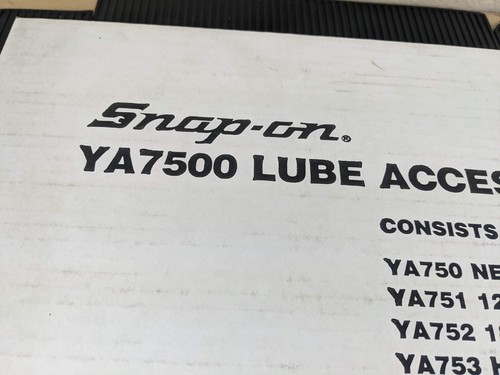 Snap-on®
YA7500 LUBE ACCES
CONSISTS
YA750 NE
YA751 12
YA752 1
YA753 H